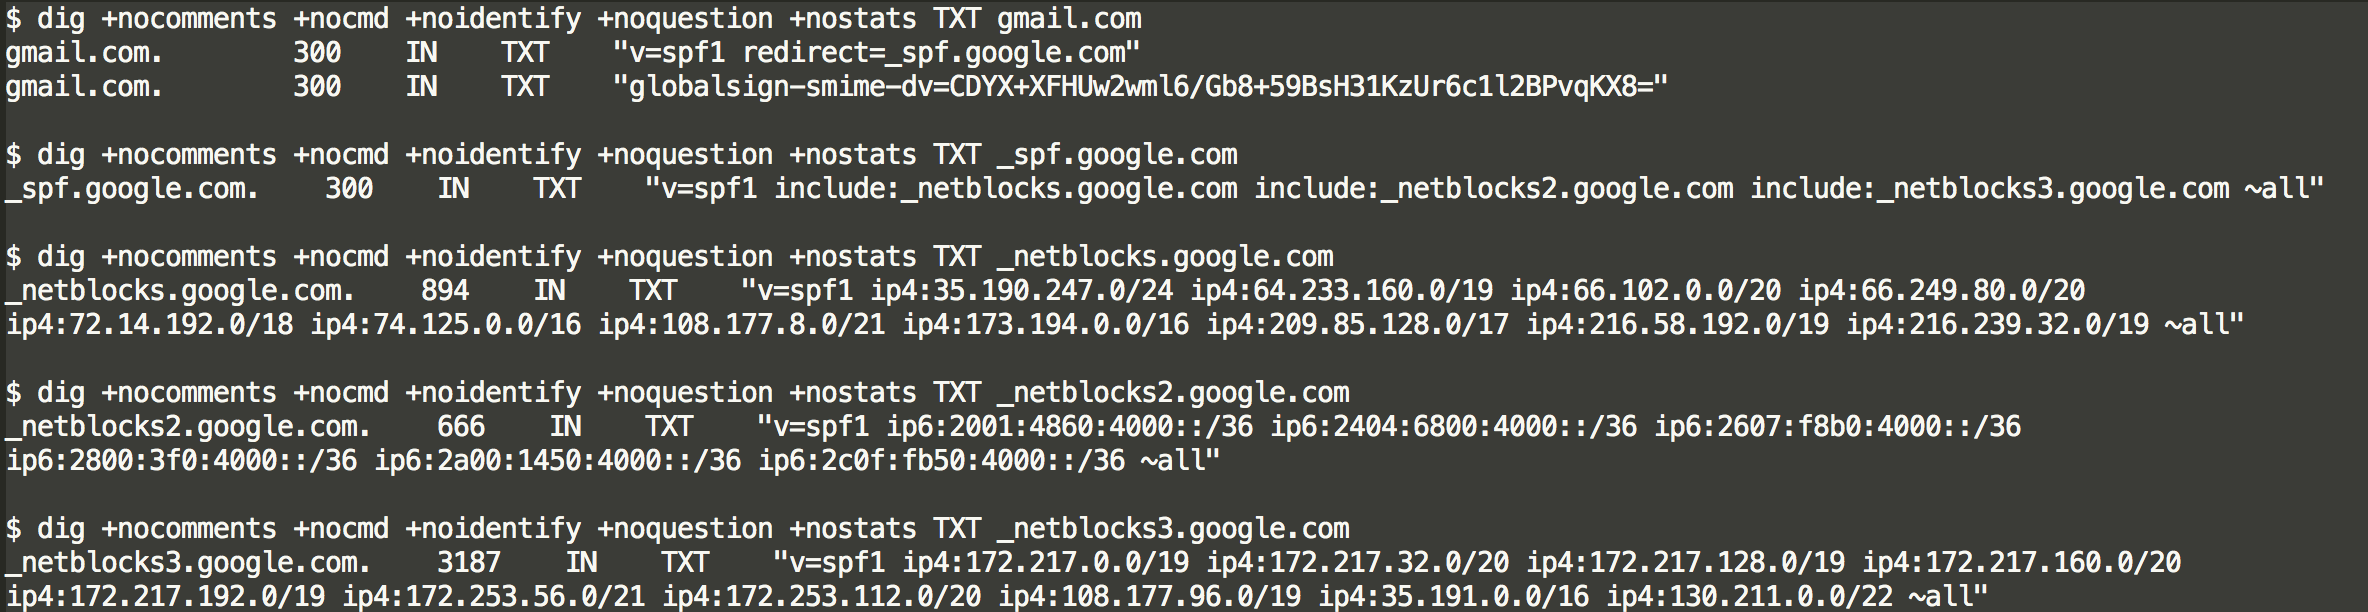 $ dig +nocomments +nocmd +noidentify +noquestion +nostats TXT gmail.com
gmail.com. 300 IN TXT "v=spf1 redirect=_spf.google.com"
gmail.com. 300 IN TXT "globalsign-smime-dv=CDYX+XFHUw2wml6/Gb8+59BsH31KzUr6c1l2BPvqKX8="
$ dig +nocomments +nocmd +noidentify +noquestion +nostats TXT _spf.google.com
_spf.google.com. 300 IN TXT "v=spf1 include:_netblocks.google.com include:_netblocks2.google.com include:_netblocks3.google.com ~all"
$ dig +nocomments +nocmd +noidentify +noquestion +nostats TXT _netblocks.google.com
_netblocks.google.com. 894 IN TXT "v=spf1 ip4:35.190.247.0/24 ip4:64.233.160.0/19 ip4:66.102.0.0/20 ip4:66.249.80.0/20
ip4:72.14.192.0/18 ip4:74.125.0.0/16 ip4:108.177.8.0/21 ip4:173.194.0.0/16 ip4:209.85.128.0/17 ip4:216.58.192.0/19 ip4:216.239.32.0/19 ~all"
$ dig +nocomments +nocmd +noidentify +noquestion +nostats TXT _netblocks2.google.com
_netblocks2.google.com. 666 IN TXT "v=spf1 ip6:2001:4860:4000::/36 ip6:2404:6800:4000::/36 ip6:2607:f8b0:4000::/36
ip6:2800:3f0:4000::/36 ip6:2a00:1450:4000::/36 ip6:2c0f:fb50:4000::/36 ~all"
$ dig +nocomments +nocmd +noidentify +noquestion +nostats TXT _netblocks3.google.com
_netblocks3.google.com. 3187 IN TXT "v=spf1 ip4:172.217.0.0/19 ip4:172.217.32.0/20 ip4:172.217.128.0/19 ip4:172.217.160.0/20
ip4:172.217.192.0/19 ip4:172.253.56.0/21 ip4:172.253.112.0/20 ip4:108.177.96.0/19 ip4:35.191.0.0/16 ip4:130.211.0.0/22 ~all"